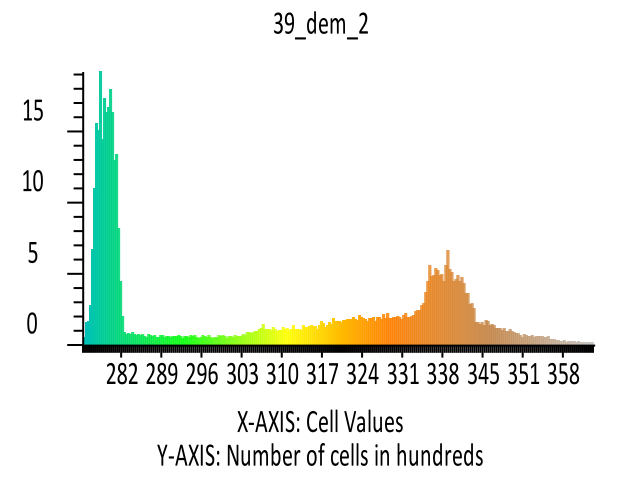 39_dem_2
15
10
5
0
282 289 296 303 310 317 324 331 338 345 351 358
X-AXIS: Cell Values
Y-AXIS: Number of cells in hundreds